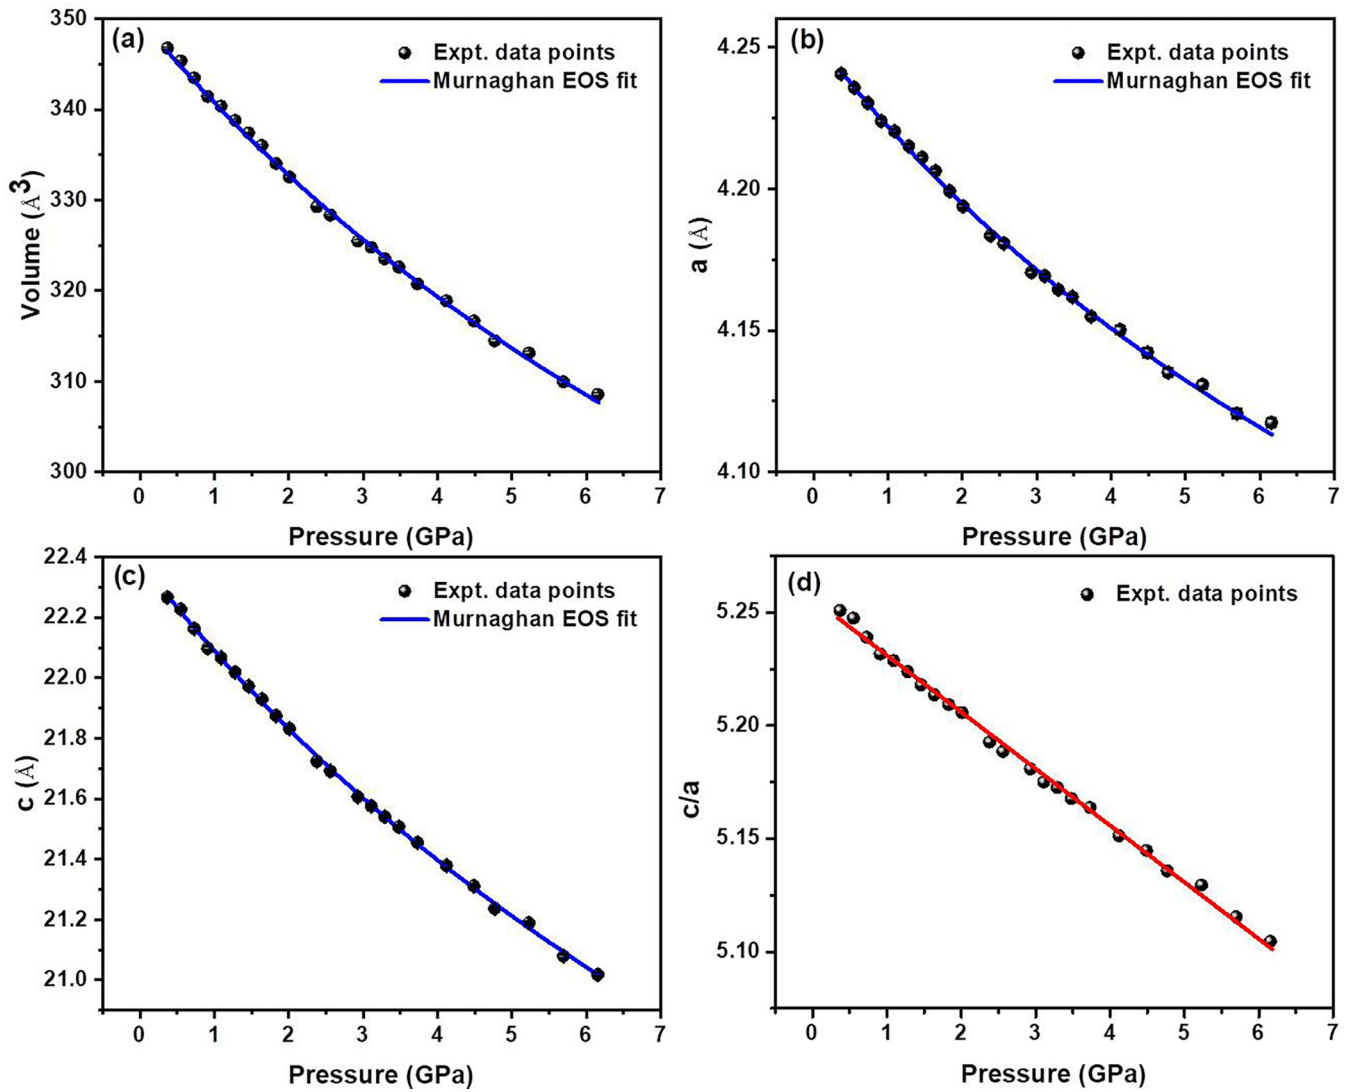 (a)
Expt. data points
Murnaghan EOS fit
350
340
330
320
310
300
Volume (Å3)
0 1 2 3 4 5 6 7
Pressure (GPa)
(b)
Expt. data points
Murnaghan EOS fit
4.25
4.20
4.15
4.10
a (Å)
0 1 2 3 4 5 6 7
Pressure (GPa)
(c)
Expt. data points
Murnaghan EOS fit
22.4
22.2
22.0
21.8
21.6
21.4
21.2
21.0
c (Å)
0 1 2 3 4 5 6 7
Pressure (GPa)
(d)
Expt. data points
5.25
5.20
5.15
5.10
c/a
0 1 2 3 4 5 6 7
Pressure (GPa)